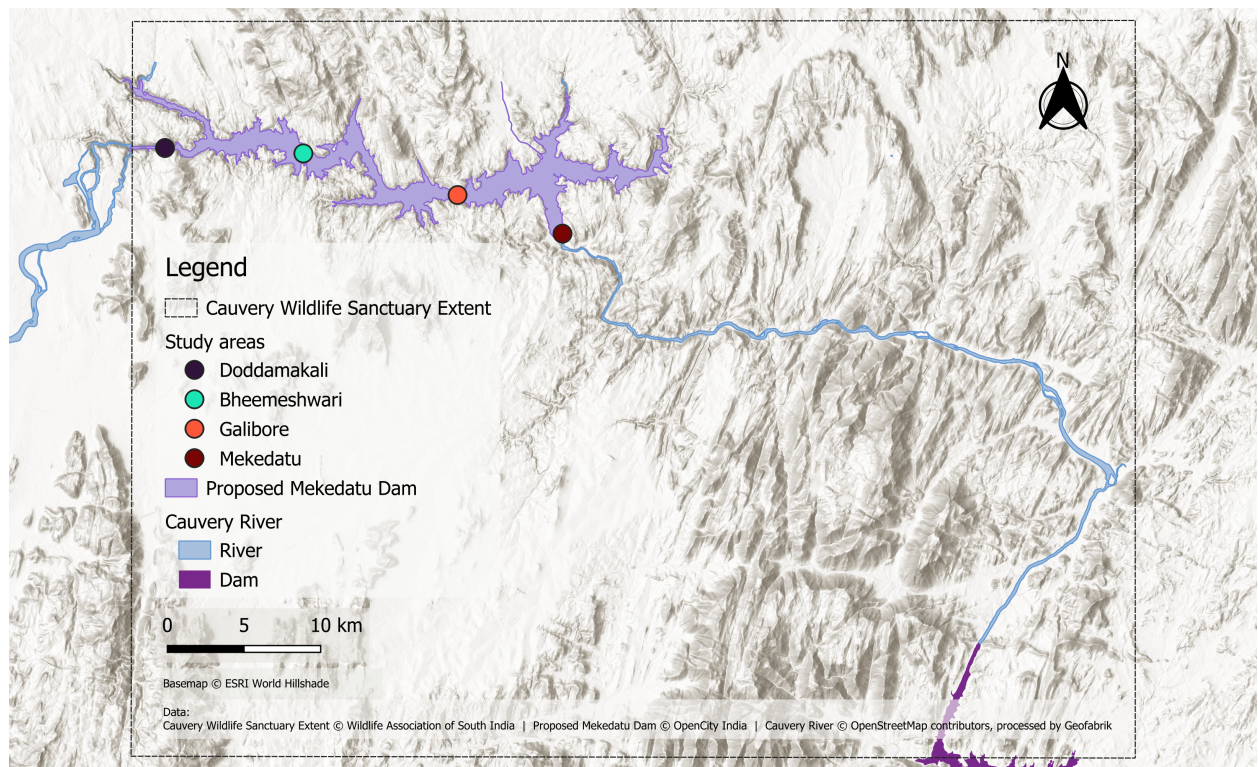 N
Legend
Cauvery Wildlife Sanctuary Extent
Study areas
Doddamakali
Bheemeshwari
Galibore
Mekedatu
Proposed Mekedatu Dam
Cauvery River
River
Dam
0 5 10 km
Basemap © ESRI World Hillshade
Data:
Cauvery Wildlife Sanctuary Extent © Wildlife Association of South India | Proposed Mekedatu Dam © OpenCity India | Cauvery River © OpenStreetMap contributors, processed by Geofabrik